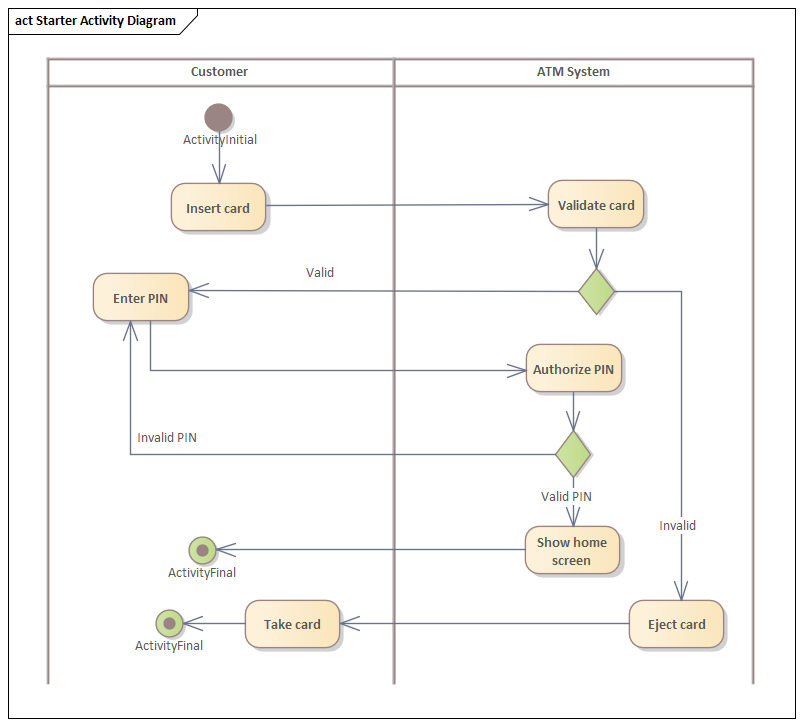 act Starter Activity Diagram
Customer
ATM System
ActivityInitial
Insert card
Validate card
Valid
Enter PIN
Authorize PIN
Invalid PIN
Valid PIN
Invalid
Show home
screen
ActivityFinal
Take card
Eject card
ActivityFinal